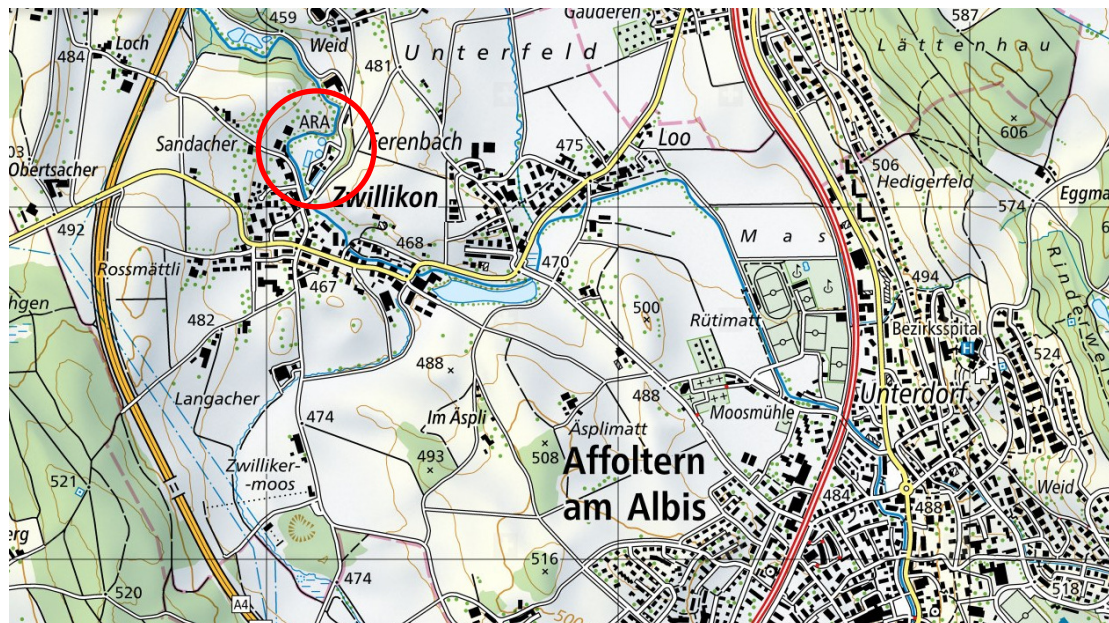 459
Gauderen
587
Loch
Weid
484
Unterfeld
Lättenhau
481
ARA
606
Sandacher
Ferenbach
475
Loo
506
Obertsacher
Hedigerfeld
Zwillikon
574
Eggma
492
468
Mas
Rossmättli
470
494
467
500
Rinderwei
482
Rütimatt
Bezirksspital
H
524
488
Langacher
488
Unterdorf
Im Äspli
Moosmühle
474
Äsplimatt
493
508
Affoltern
am Albis
Zwilliker-
-moos
521
484
Weid
488
516
474
520
518
A4
500